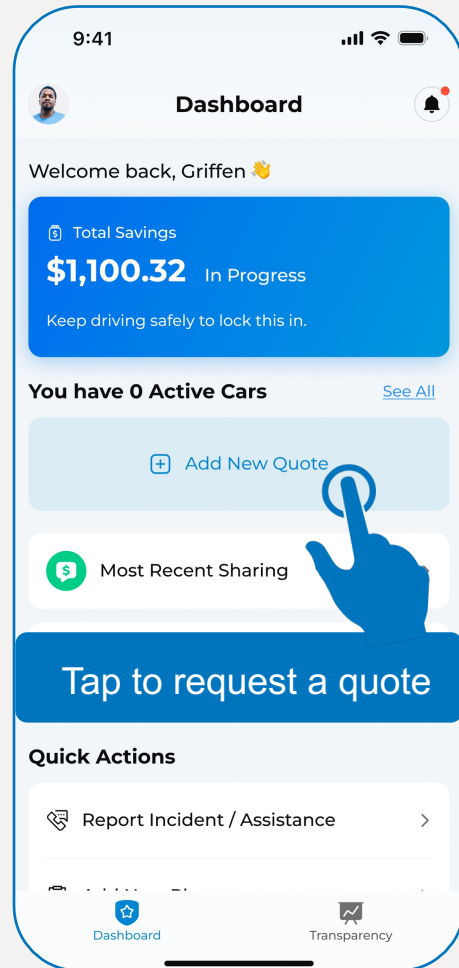 9:41
Dashboard
Welcome back, Griffen 👋
Total Savings
$1,100.32 In Progress
Keep driving safely to lock this in.
You have 0 Active Cars See All
Add New Quote
Most Recent Sharing
Tap to request a quote
Quick Actions
Report Incident / Assistance
Dashboard Transparency